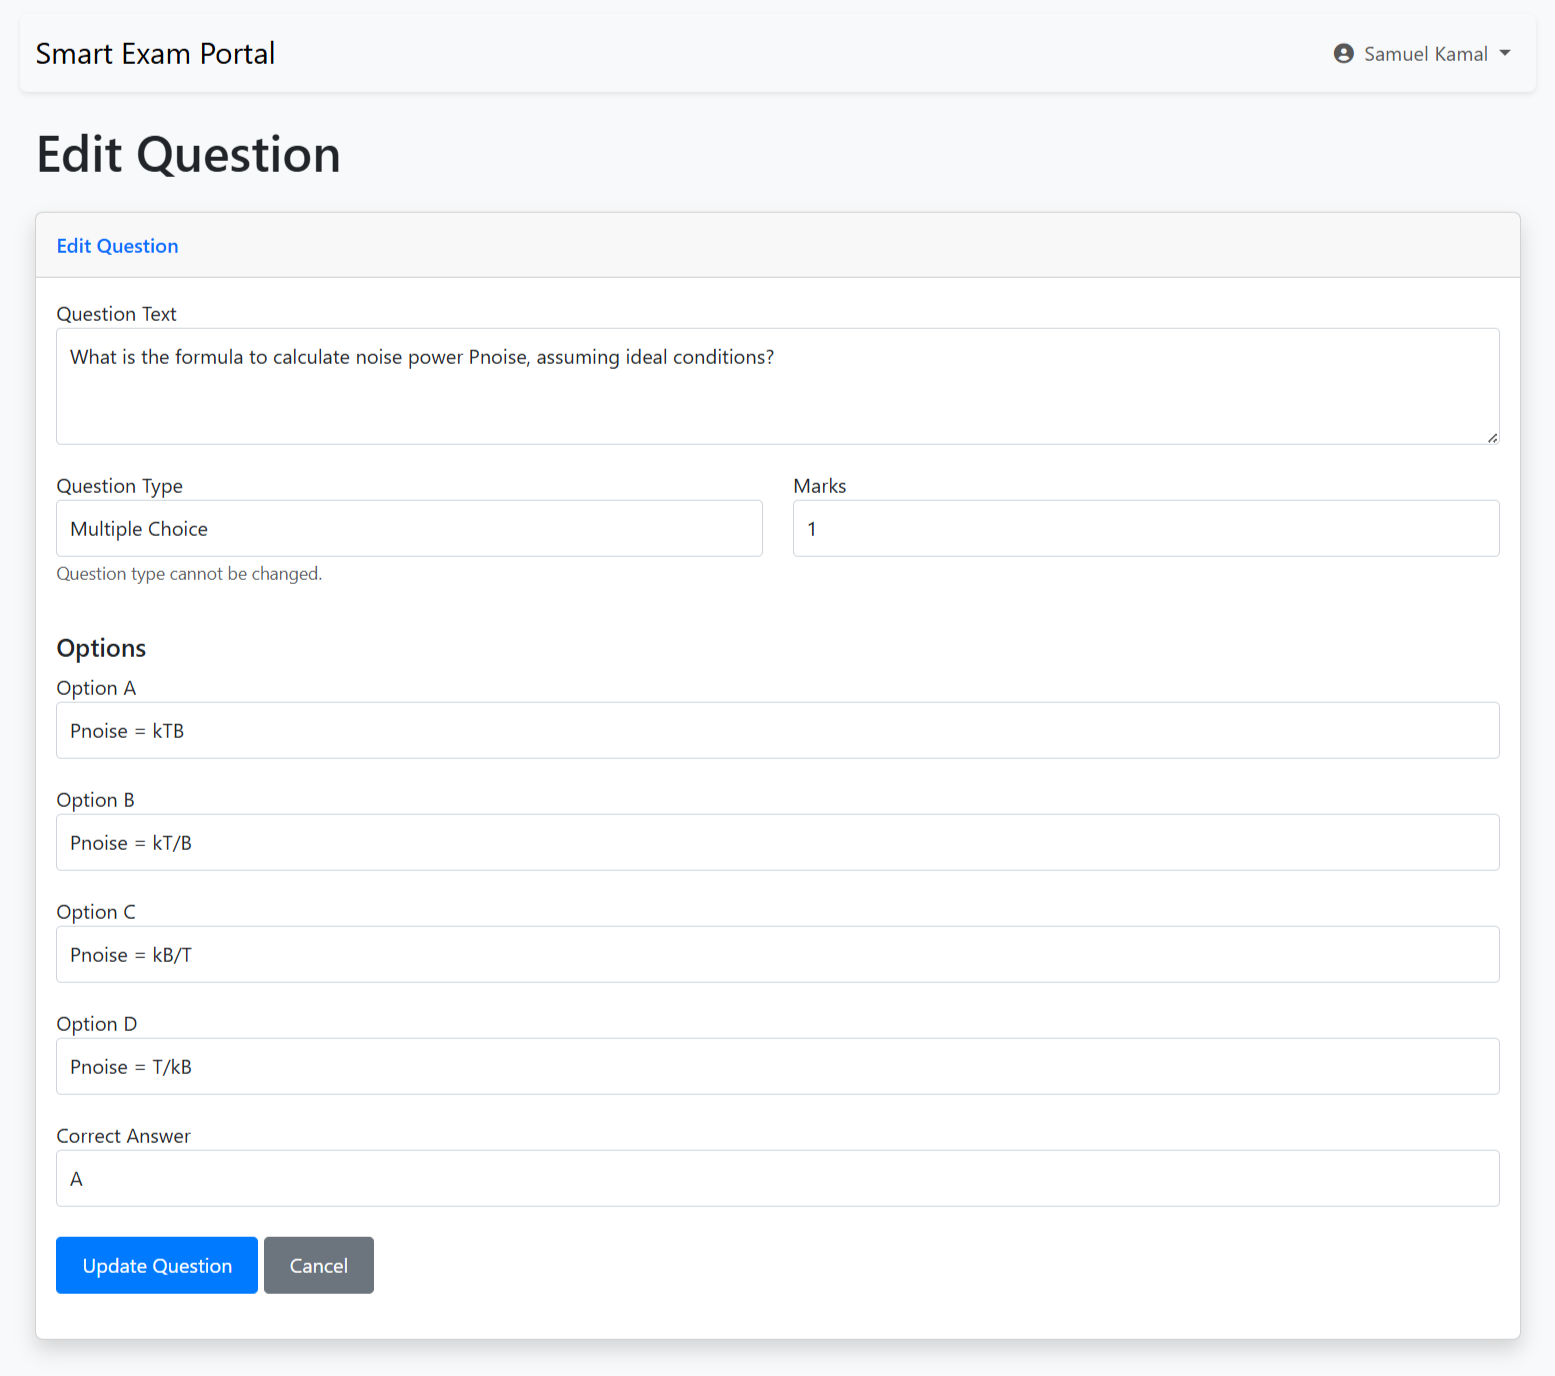 Smart Exam Portal
Samuel Kamal
Edit Question
Edit Question
Question Text
What is the formula to calculate noise power Pnoise, assuming ideal conditions?
Question Type
Marks
Multiple Choice
1
Question type cannot be changed.
Options
Option A
Pnoise = kTB
Option B
Pnoise = kT/B
Option C
Pnoise = kB/T
Option D
Pnoise = T/kB
Correct Answer
A
Update Question
Cancel